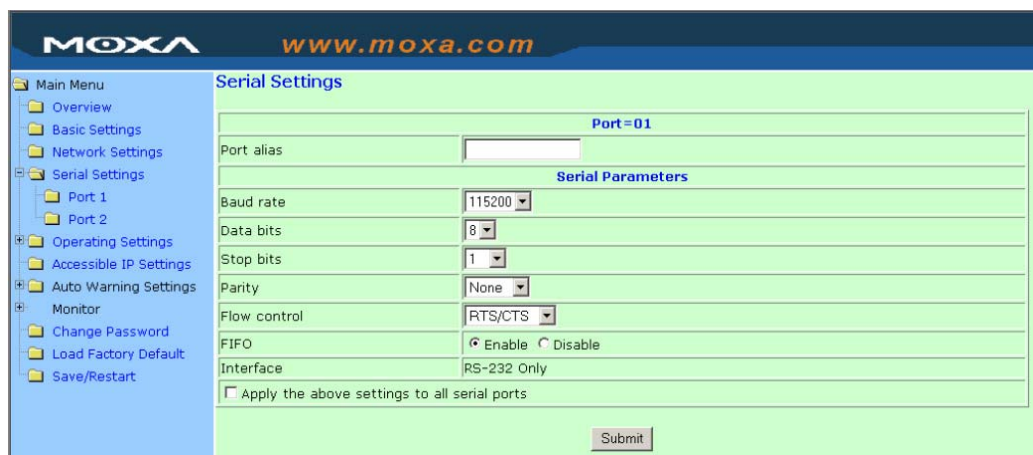 MOXA www.moxa.com
Main Menu
Overview
Basic Settings
Network Settings
Serial Settings
Port 1
Port 2
Operating Settings
Accessible IP Settings
Auto Warning Settings
Monitor
Change Password
Load Factory Default
Save/Restart
Serial Settings
Port=01
Port alias
Serial Parameters
Baud rate 115200
Data bits 8
Stop bits 1
Parity None
Flow control RTS/CTS
FIFO Enable Disable
Interface RS-232 Only
Apply the above settings to all serial ports
Submit